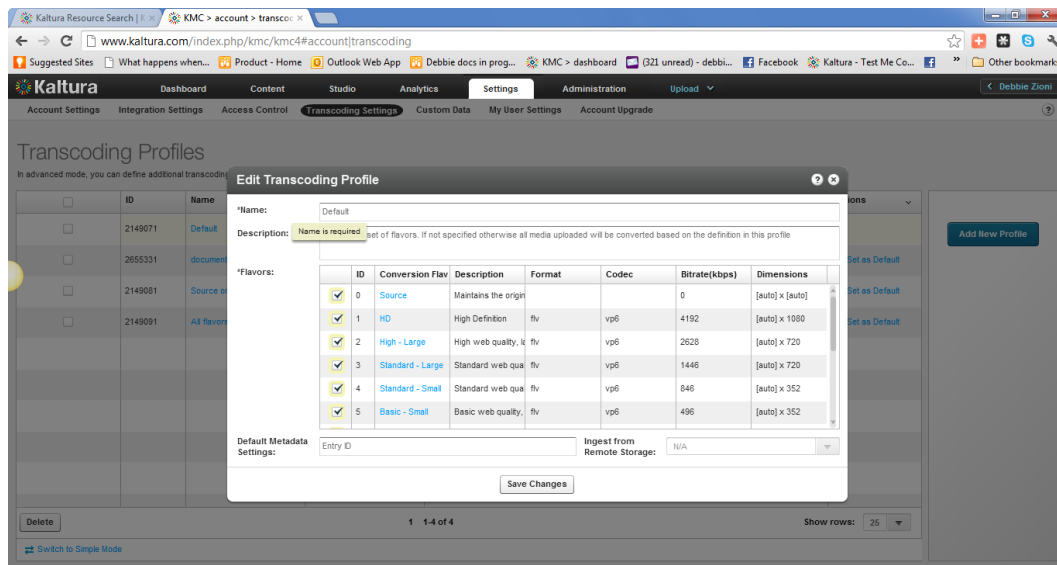 Kaltura Resource Search | K
KMC > account > transcod
www.kaltura.com/index.php/kmc/kmc4#account|transcoding
Suggested Sites What happens when... Product - Home Outlook Web App Debbie docs in prog... KMC > dashboard (321 unread) - debbi... Facebook Kaltura - Test Me Co... » Other bookmark
Kaltura Dashboard Content Studio Analytics Settings Administration Upload < Debbie Zioni
Account Settings Integration Settings Access Control Transcoding Settings Custom Data My User Settings Account Upgrade ?
Transcoding Profiles
In advanced mode, you can define additional transcoding
ID Name ions
2149071 Default
2655331 document Set as Default
2149081 Source on Set as Default
2149091 All flavors Set as Default
Add New Profile
Edit Transcoding Profile ?
*Name: Default
Description: Name is required set of flavors. If not specified otherwise all media uploaded will be converted based on the definition in this profile
*Flavors:
ID Conversion Flav Description Format Codec Bitrate(kbps) Dimensions
0 Source Maintains the origin 0 [auto] x [auto]
1 HD High Definition flv vp6 4192 [auto] x 1080
2 High - Large High web quality, la flv vp6 2628 [auto] x 720
3 Standard - Large Standard web qua flv vp6 1446 [auto] x 720
4 Standard - Small Standard web qua flv vp6 846 [auto] x 352
5 Basic - Small Basic web quality, flv vp6 496 [auto] x 352
Default Metadata Settings: Entry ID Ingest from Remote Storage: N/A
Save Changes
Delete 1 1-4 of 4 Show rows: 25
Switch to Simple Mode